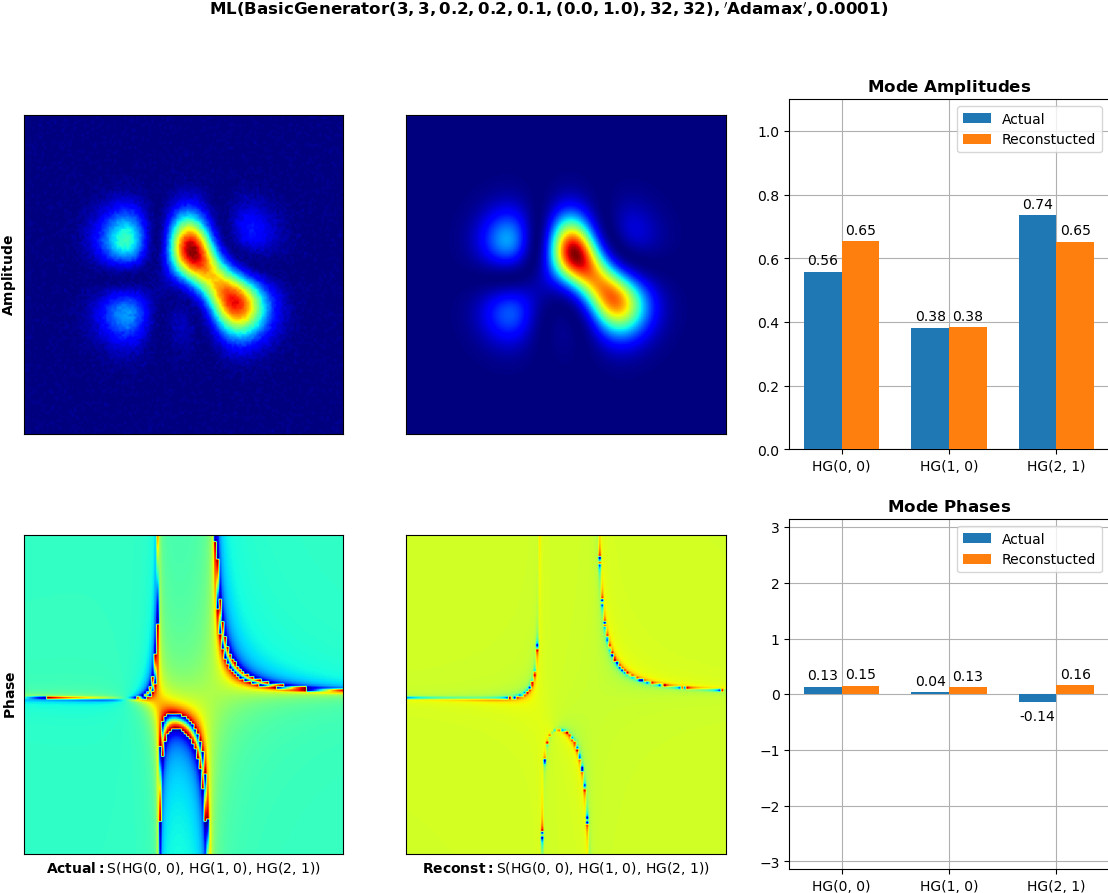 ML(BasicGenerator(3, 3, 0.2, 0.2, 0.1, (0.0, 1.0), 32, 32), ′Adamax′, 0.0001)
Amplitude
Mode Amplitudes
Actual
Reconstucted
1.0
0.8
0.6
0.4
0.2
0.0
0.56
0.65
0.38
0.38
0.74
0.65
HG(0, 0)
HG(1, 0)
HG(2, 1)
Phase
Actual: S(HG(0, 0), HG(1, 0), HG(2, 1))
Reconst: S(HG(0, 0), HG(1, 0), HG(2, 1))
Mode Phases
Actual
Reconstucted
3
2
1
0
−1
−2
−3
0.13
0.15
0.04
0.13
-0.14
0.16
HG(0, 0)
HG(1, 0)
HG(2, 1)